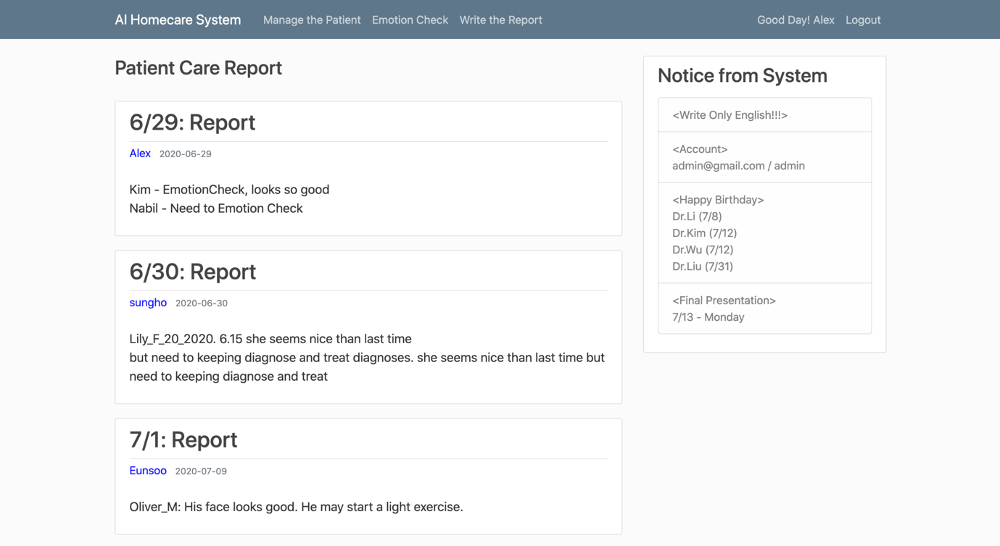 AI Homecare System
Manage the Patient
Emotion Check
Write the Report
Good Day! Alex
Logout
Patient Care Report
6/29: Report
Alex 2020-06-29
Kim - EmotionCheck, looks so good
Nabil - Need to Emotion Check
6/30: Report
sungho 2020-06-30
Lily_F_20_2020. 6.15 she seems nice than last time
but need to keeping diagnose and treat diagnoses. she seems nice than last time but
need to keeping diagnose and treat
7/1: Report
Eunsoo 2020-07-09
Oliver_M: His face looks good. He may start a light exercise.
Notice from System
<Write Only English!!!>
<Account>
admin@gmail.com / admin
<Happy Birthday>
Dr.Li (7/8)
Dr.Kim (7/12)
Dr.Wu (7/12)
Dr.Liu (7/31)
<Final Presentation>
7/13 - Monday